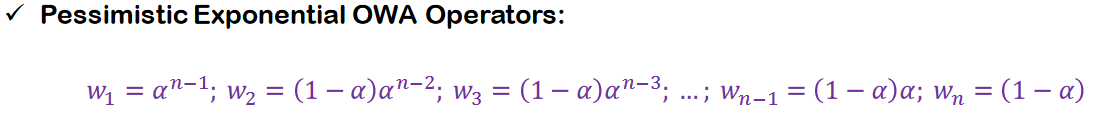 ✓ Pessimistic Exponential OWA Operators:
w₁ = αⁿ⁻¹; w₂ = (1 − α)αⁿ⁻²; w₃ = (1 − α)αⁿ⁻³; …; wₙ₋₁ = (1 − α)α; wₙ = (1 − α)